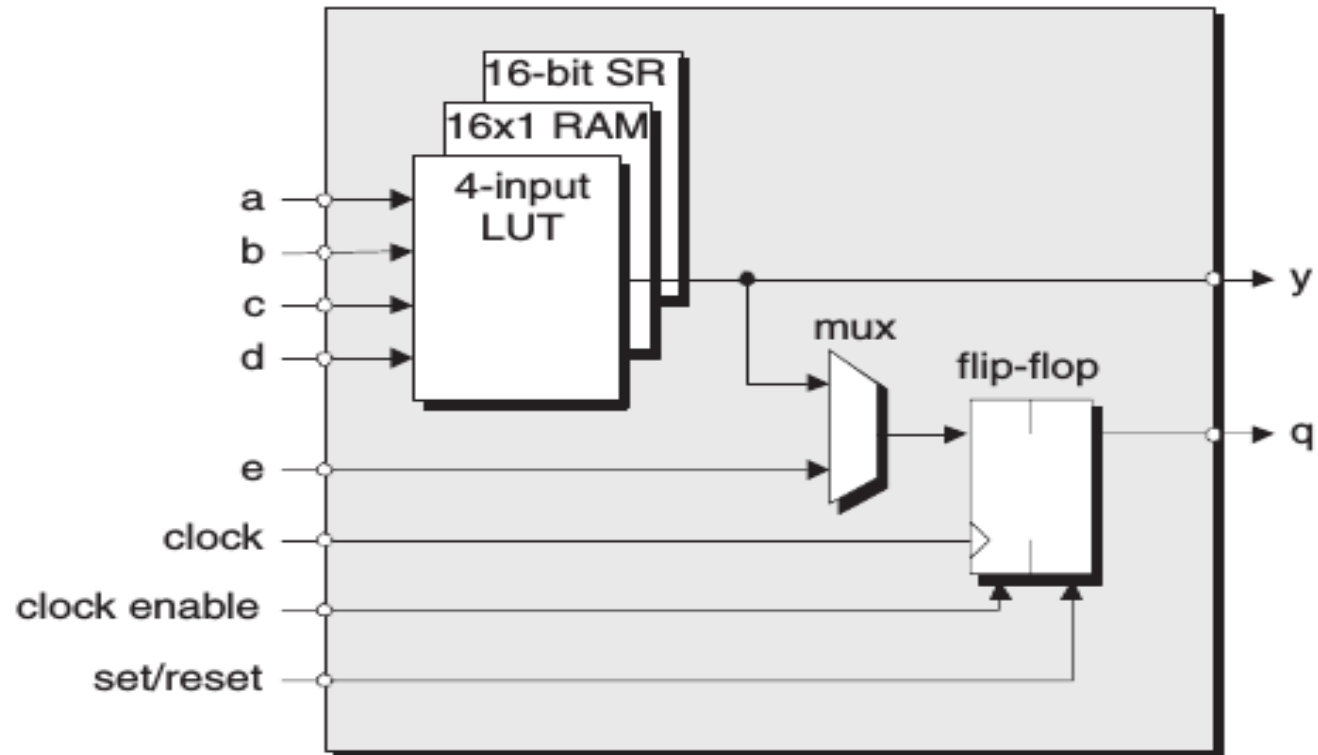 16-bit SR
16x1 RAM
4-input
LUT
a
b
c
d
y
mux
flip-flop
q
e
clock
clock enable
set/reset